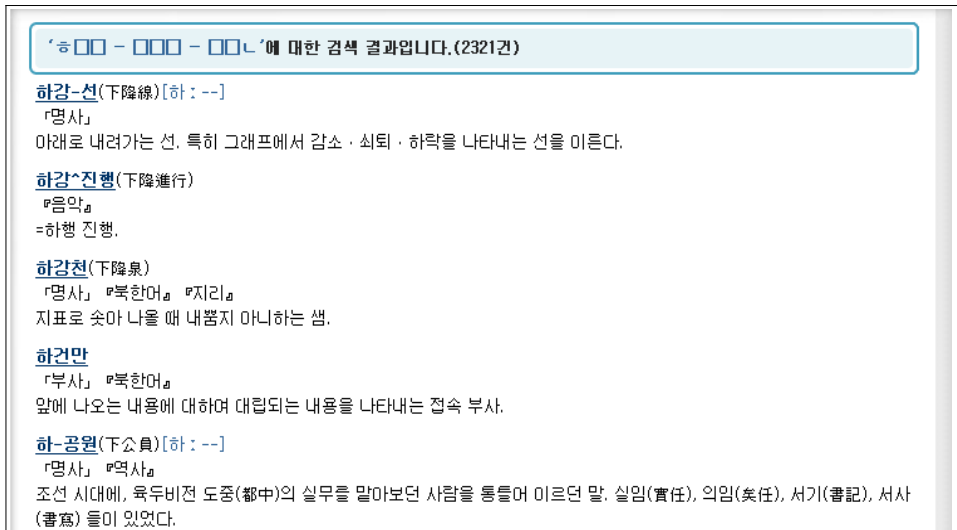 ‘ㅎ□□ - □□□ - □□ㄴ’에 대한 검색 결과입니다.(2321건)
하강-선(下降線)[하ː--]
「명사」
아래로 내려가는 선. 특히 그래프에서 감소ㆍ쇠퇴ㆍ하락을 나타내는 선을 이른다.
하강^진행(下降進行)
『음악』
=하행 진행.
하강천(下降泉)
「명사」 『북한어』 『지리』
지표로 솟아 나올 때 내뿜지 아니하는 샘.
하건만
「부사」 『북한어』
앞에 나오는 내용에 대하여 대립되는 내용을 나타내는 접속 부사.
하-공원(下公員)[하ː--]
「명사」 『역사』
조선 시대에, 육두비전 도중(都中)의 실무를 맡아보던 사람을 통틀어 이르던 말. 실임(實任), 의임(矣任), 서기(書記), 서사
(書寫) 들이 있었다.